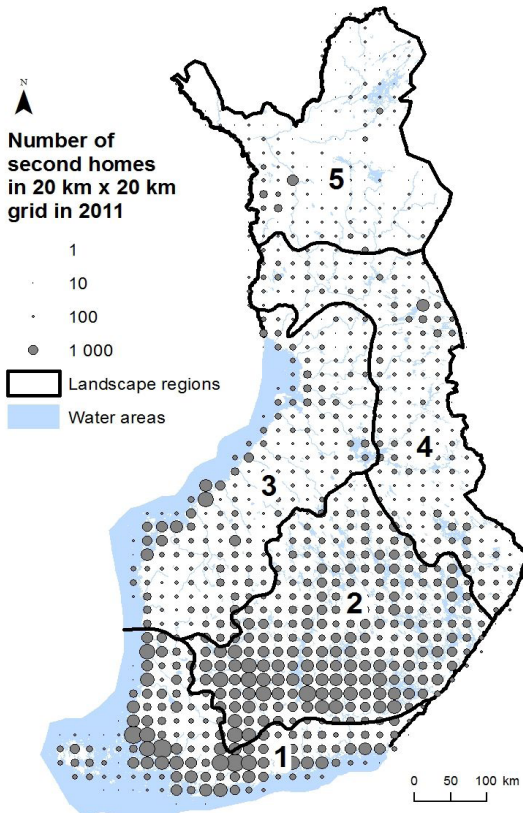 N
Number of
second homes
in 20 km x 20 km
grid in 2011
1
10
100
1 000
Landscape regions
Water areas
5
4
3
2
1
0 50 100 km